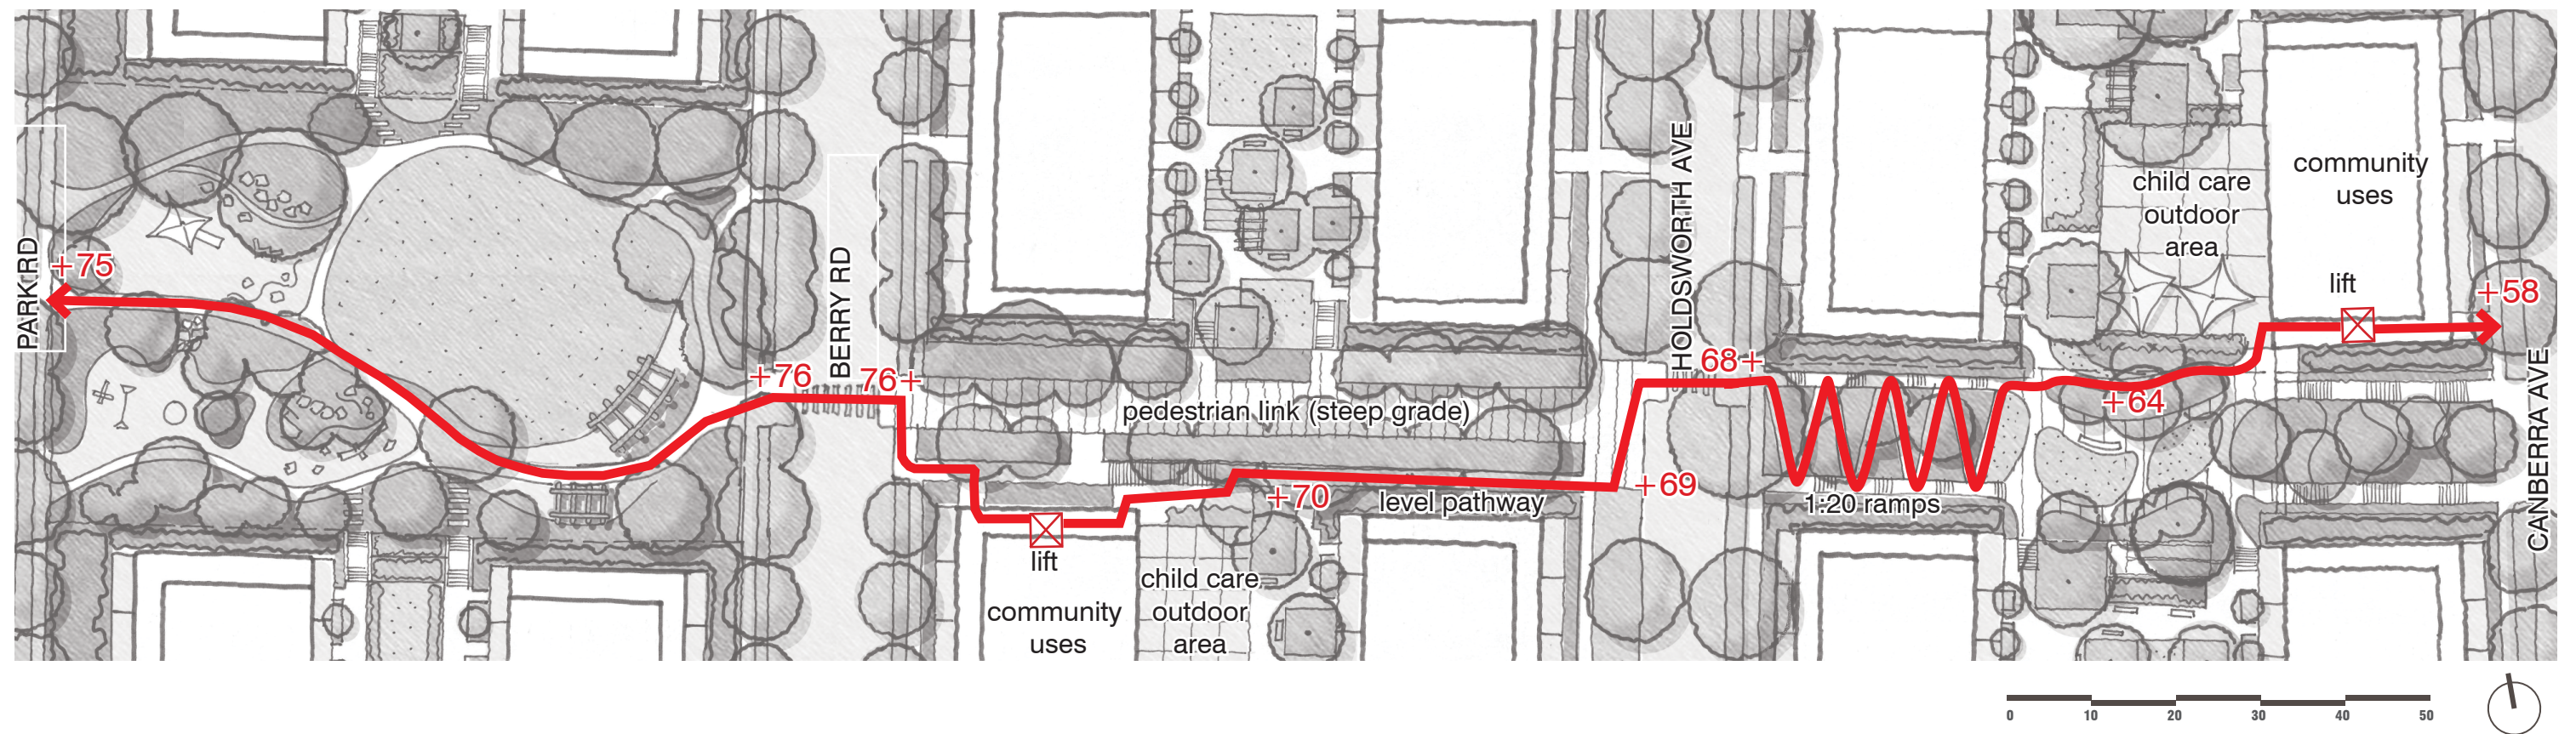 PARK RD
+75
+76
BERRY RD
76+
pedestrian link (steep grade)
lift
community
uses
child care
outdoor
area
+70
level pathway
+69
HOLDSWORTH AVE
68+
1:20 ramps
+64
child care
outdoor
area
community
uses
lift
+58
CANBERRA AVE
0 10 20 30 40 50